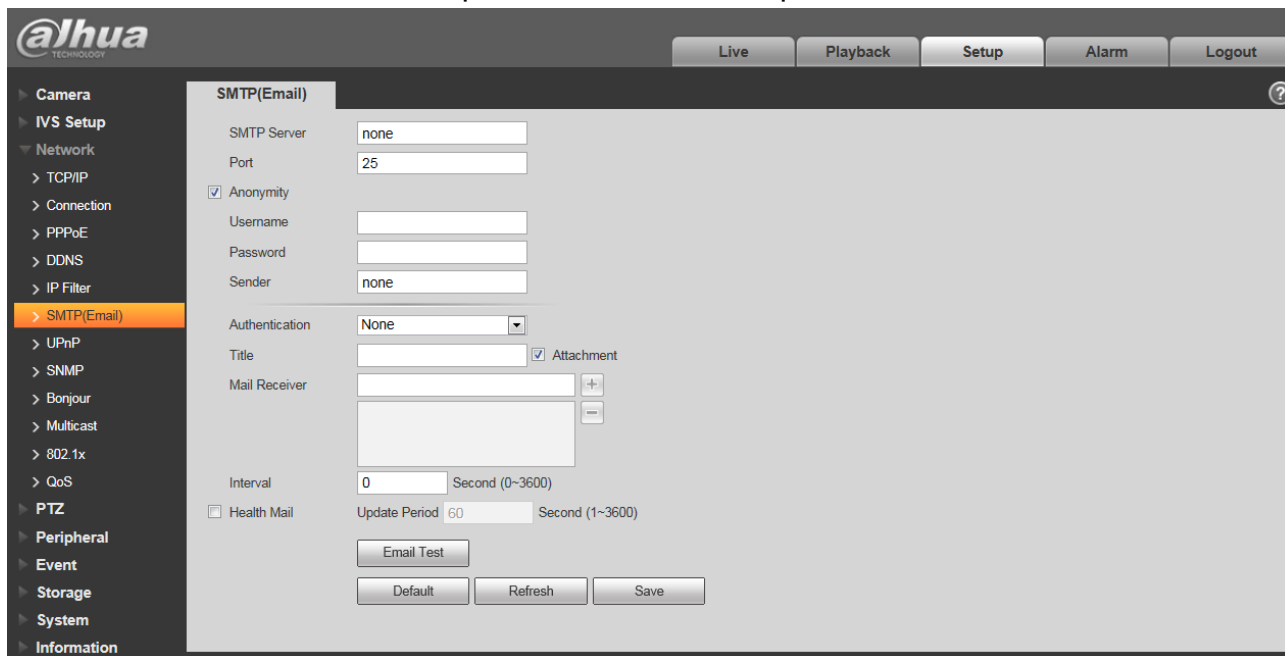 alhua
TECHNOLOGY
Live Playback Setup Alarm Logout
Camera
IVS Setup
Network
> TCP/IP
> Connection
> PPPoE
> DDNS
> IP Filter
> SMTP(Email)
> UPnP
> SNMP
> Bonjour
> Multicast
> 802.1x
> QoS
PTZ
Peripheral
Event
Storage
System
Information
SMTP(Email) ?
SMTP Server none
Port 25
Anonymity
Username
Password
Sender none
Authentication None
Title Attachment
Mail Receiver +
−
Interval 0 Second (0~3600)
Health Mail Update Period 60 Second (1~3600)
Email Test
Default Refresh Save